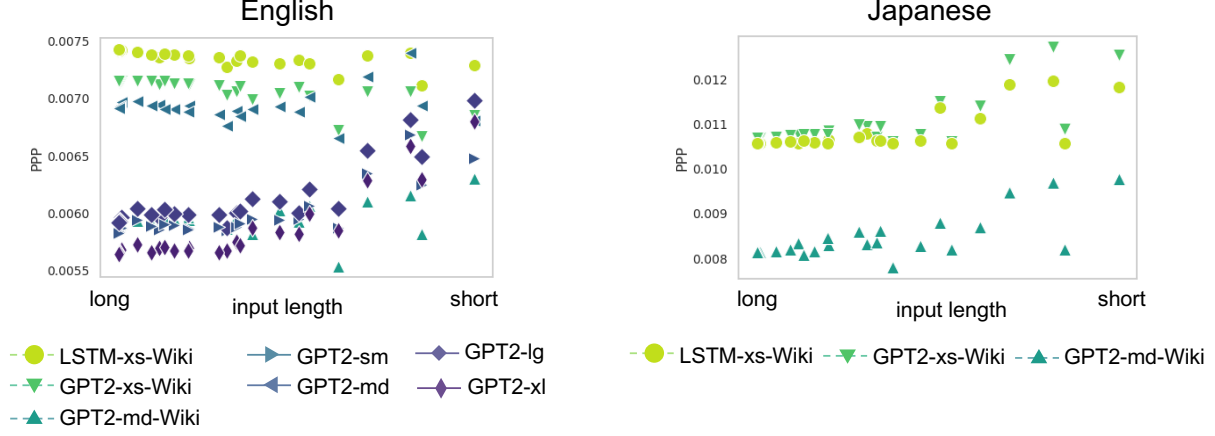 English
0.0075
0.0070
0.0065
0.0060
0.0055
PPP
long
input length
short
LSTM-xs-Wiki
GPT2-xs-Wiki
GPT2-md-Wiki
GPT2-sm
GPT2-md
GPT2-lg
GPT2-xl
Japanese
0.012
0.011
0.010
0.009
0.008
PPP
long
input length
short
LSTM-xs-Wiki
GPT2-xs-Wiki
GPT2-md-Wiki